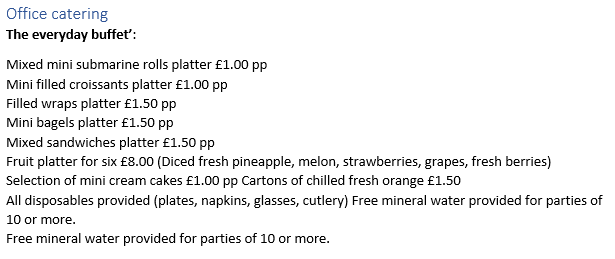 Office catering
The everyday buffet’:
Mixed mini submarine rolls platter £1.00 pp
Mini filled croissants platter £1.00 pp
Filled wraps platter £1.50 pp
Mini bagels platter £1.50 pp
Mixed sandwiches platter £1.50 pp
Fruit platter for six £8.00 (Diced fresh pineapple, melon, strawberries, grapes, fresh berries)
Selection of mini cream cakes £1.00 pp Cartons of chilled fresh orange £1.50
All disposables provided (plates, napkins, glasses, cutlery) Free mineral water provided for parties of
10 or more.
Free mineral water provided for parties of 10 or more.